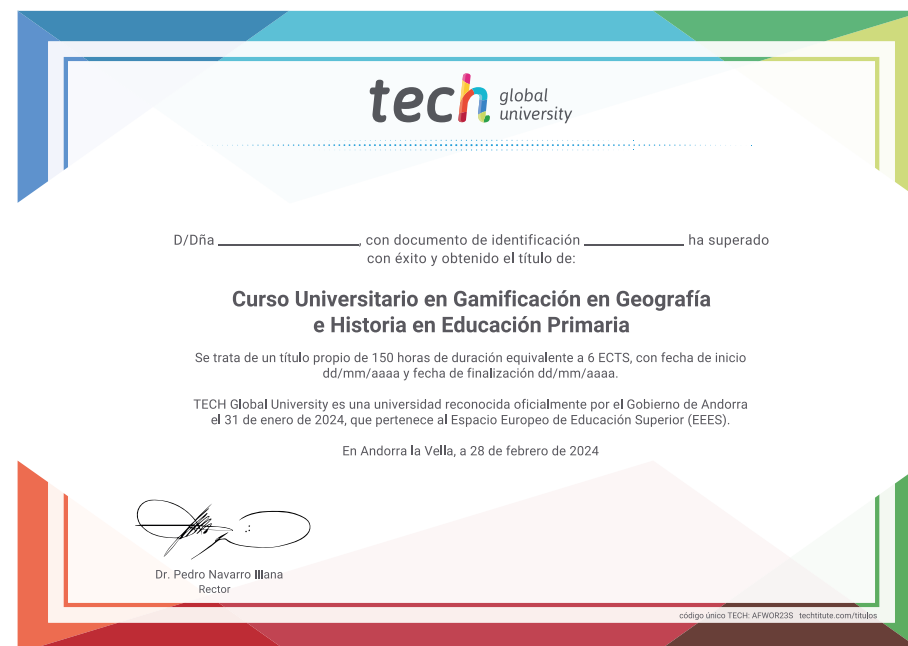 tech global university
D/Dña ____________________, con documento de identificación ______________ ha superado
con éxito y obtenido el título de:
Curso Universitario en Gamificación en Geografía
e Historia en Educación Primaria
Se trata de un título propio de 150 horas de duración equivalente a 6 ECTS, con fecha de inicio
dd/mm/aaaa y fecha de finalización dd/mm/aaaa.
TECH Global University es una universidad reconocida oficialmente por el Gobierno de Andorra
el 31 de enero de 2024, que pertenece al Espacio Europeo de Educación Superior (EEES).
En Andorra la Vella, a 28 de febrero de 2024
Dr. Pedro Navarro Illana
Rector
código único TECH: AFWOR23S techtitute.com/titulos